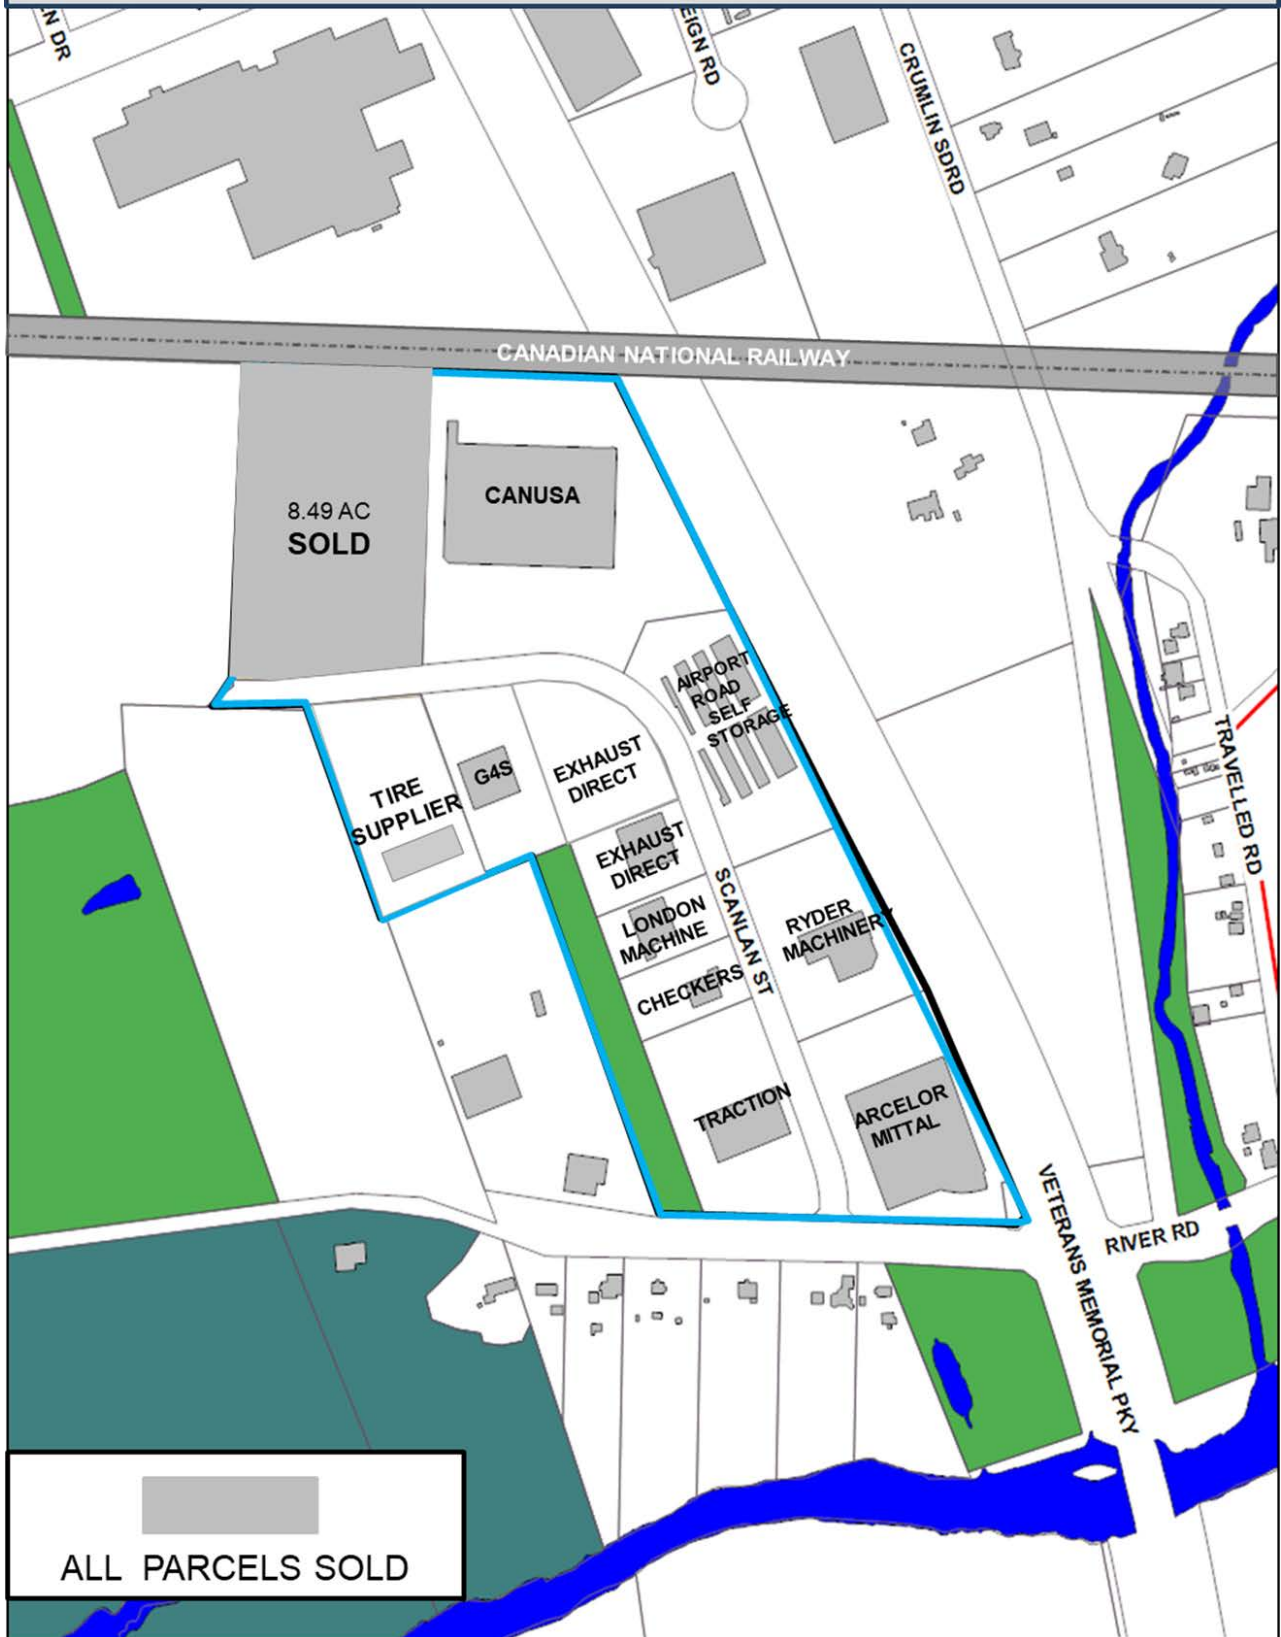 N DR
EIGN RD
CRUMLIN SDRD
CANADIAN NATIONAL RAILWAY
CANUSA
8.49 AC
SOLD
AIRPORT
ROAD
SELF
STORAGE
G4S
EXHAUST
DIRECT
TIRE
SUPPLIER
TRAVELLED RD
EXHAUST
DIRECT
SCANLAN ST
LONDON
MACHINE
RYDER
MACHINERY
CHECKERS
TRACTION
ARCELOR
MITTAL
VETERANS MEMORIAL PKY
RIVER RD
ALL PARCELS SOLD